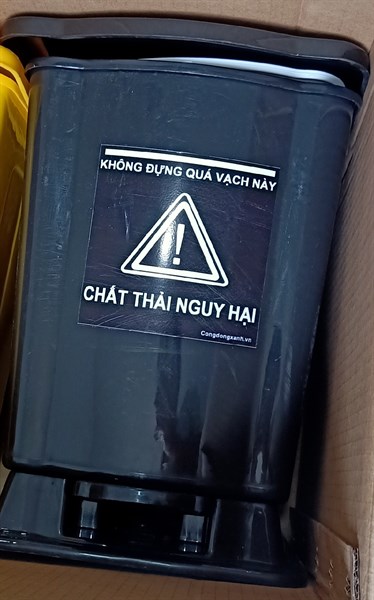 KHÔNG ĐỰNG QUÁ VẠCH NÀY
!
CHẤT THẢI NGUY HẠI
Congdongxanh.vn